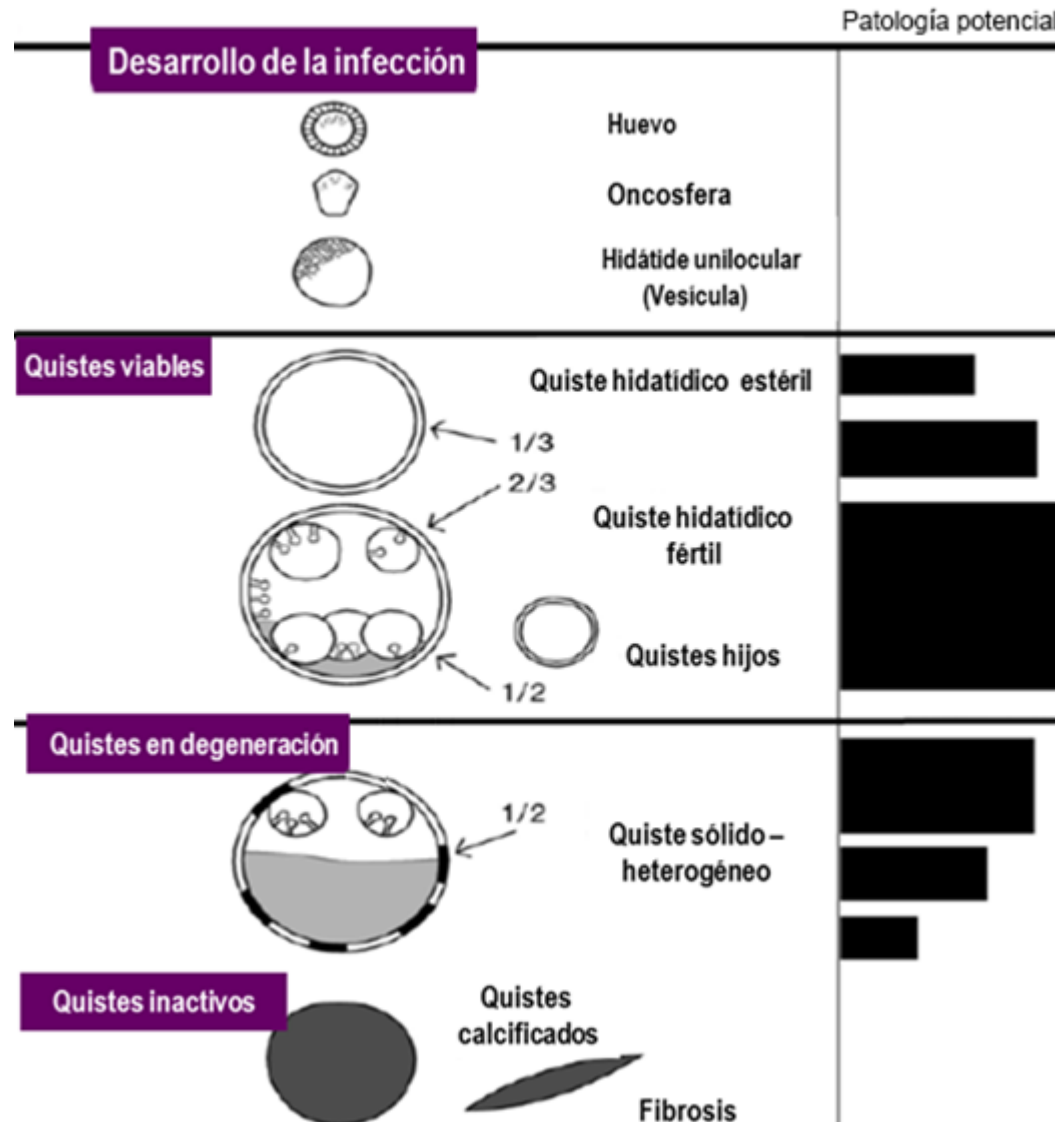 Patología potencial
Desarrollo de la infección
Huevo
Oncosfera
Hidátide unilocular
(Vesícula)
Quistes viables
Quiste hidatídico estéril
1/3
2/3
Quiste hidatídico
fértil
Quistes hijos
1/2
Quistes en degeneración
1/2
Quiste sólido –
heterogéneo
Quistes inactivos
Quistes
calcificados
Fibrosis